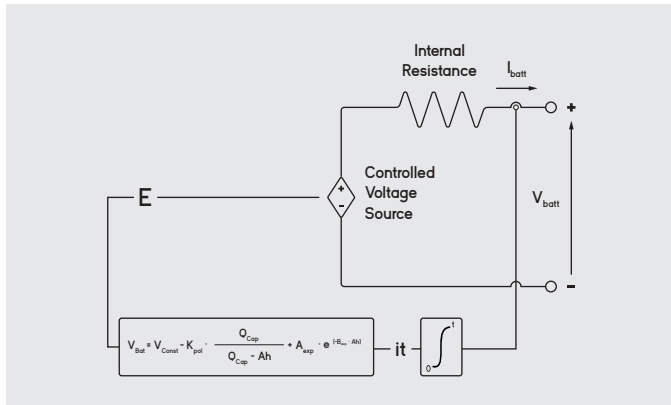 Internal
Resistance
I_batt
+
+
-
Controlled
Voltage
Source
E
V_batt
-
V_Bat = V_Const - K_pol · Q_Cap / (Q_Cap - Ah) + A_exp · e^(-B_exp · Ah)
it
t
∫
0